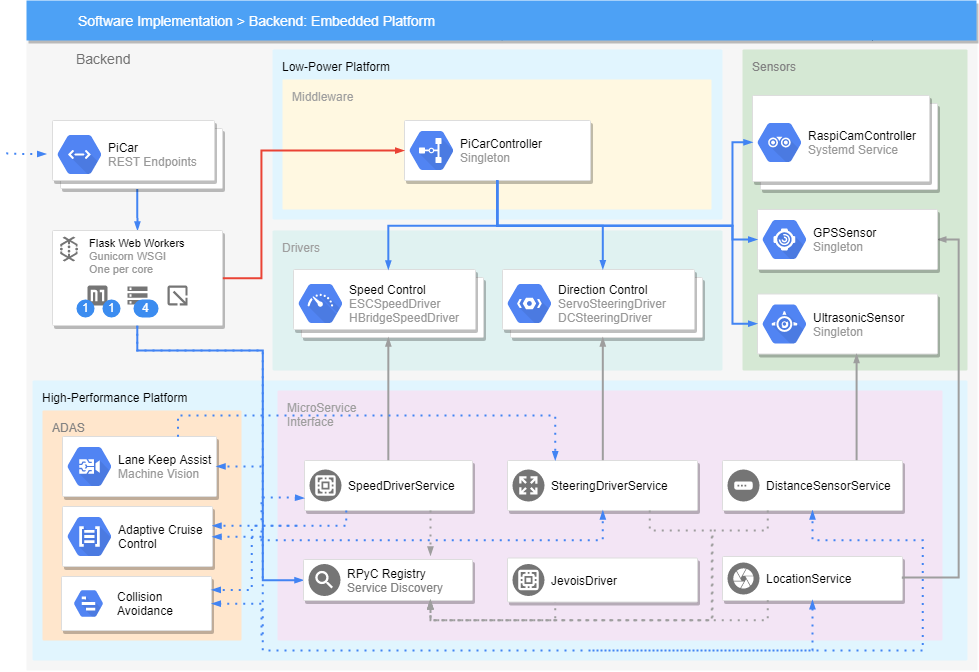 Software Implementation > Backend: Embedded Platform
Backend
Low-Power Platform
Middleware
Sensors
PiCar
REST Endpoints
PiCarController
Singleton
RaspiCamController
Systemd Service
Flask Web Workers
Gunicorn WSGI
One per core
1
1
4
Drivers
Speed Control
ESCSpeedDriver
HBridgeSpeedDriver
Direction Control
ServoSteeringDriver
DCSteeringDriver
GPSSensor
Singleton
UltrasonicSensor
Singleton
High-Performance Platform
ADAS
Lane Keep Assist
Machine Vision
Adaptive Cruise
Control
Collision
Avoidance
MicroService
Interface
SpeedDriverService
SteeringDriverService
DistanceSensorService
RPyC Registry
Service Discovery
JevoisDriver
LocationService